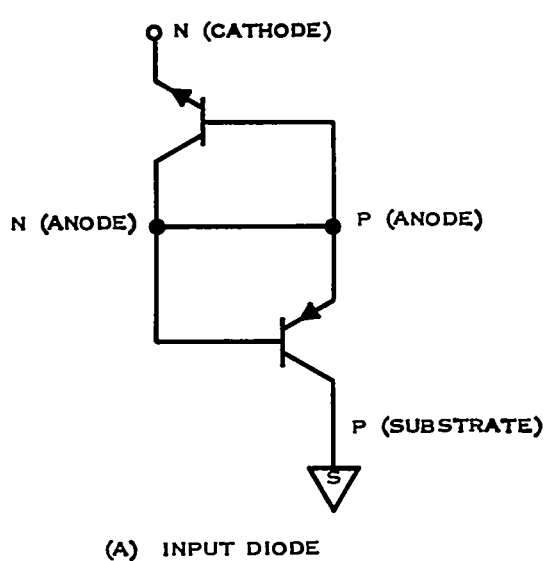 N (CATHODE)
N (ANODE)
P (ANODE)
P (SUBSTRATE)
S
(A) INPUT DIODE